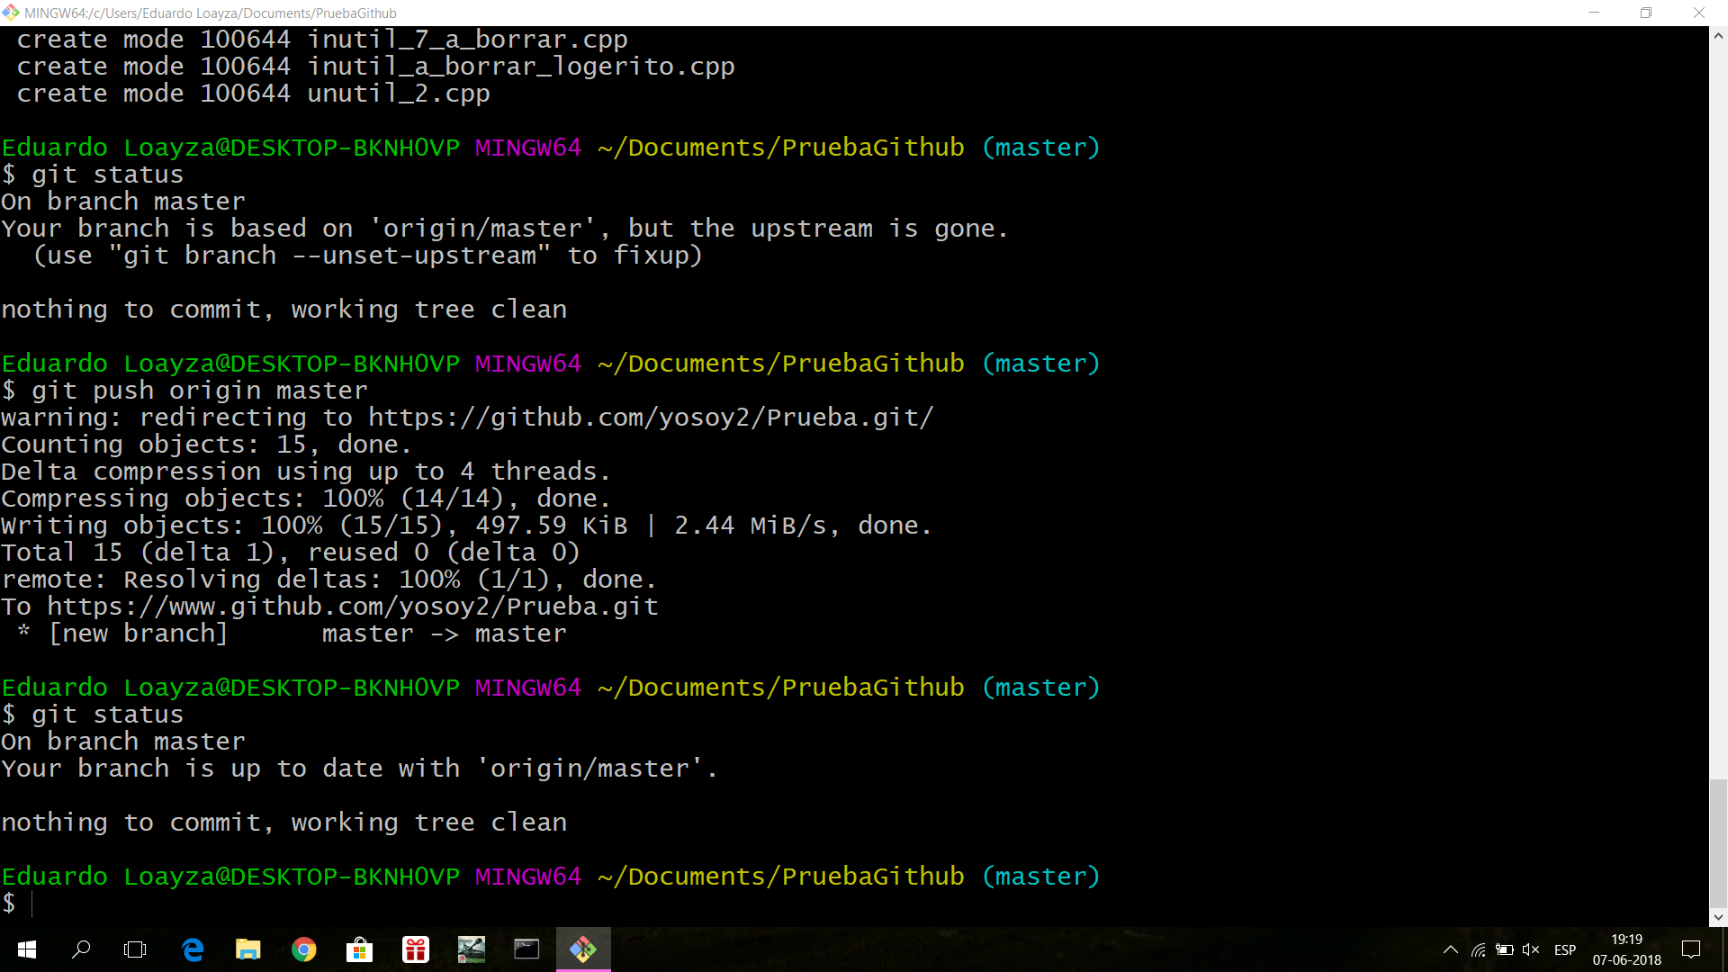 MINGW64:/c/Users/Eduardo Loayza/Documents/PruebaGithub
 create mode 100644 inutil_7_a_borrar.cpp
 create mode 100644 inutil_a_borrar_logerito.cpp
 create mode 100644 unutil_2.cpp
Eduardo Loayza@DESKTOP-BKNH0VP MINGW64 ~/Documents/PruebaGithub (master)
$ git status
On branch master
Your branch is based on 'origin/master', but the upstream is gone.
  (use "git branch --unset-upstream" to fixup)
nothing to commit, working tree clean
Eduardo Loayza@DESKTOP-BKNH0VP MINGW64 ~/Documents/PruebaGithub (master)
$ git push origin master
warning: redirecting to https://github.com/yosoy2/Prueba.git/
Counting objects: 15, done.
Delta compression using up to 4 threads.
Compressing objects: 100% (14/14), done.
Writing objects: 100% (15/15), 497.59 KiB | 2.44 MiB/s, done.
Total 15 (delta 1), reused 0 (delta 0)
remote: Resolving deltas: 100% (1/1), done.
To https://www.github.com/yosoy2/Prueba.git
 * [new branch]      master -> master
Eduardo Loayza@DESKTOP-BKNH0VP MINGW64 ~/Documents/PruebaGithub (master)
$ git status
On branch master
Your branch is up to date with 'origin/master'.
nothing to commit, working tree clean
Eduardo Loayza@DESKTOP-BKNH0VP MINGW64 ~/Documents/PruebaGithub (master)
$
ESP
19:19
07-06-2018